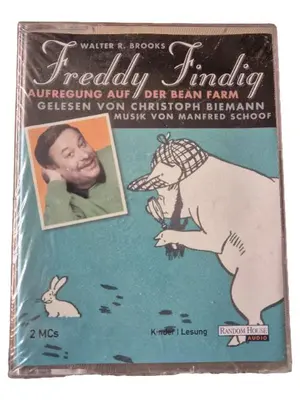 WALTER R. BROOKS
Freddy Findig
AUFREGUNG AUF DER BEAN FARM
GELESEN VON CHRISTOPH BIEMANN
MUSIK VON MANFRED SCHOOF
2 MCs
Kinder | Lesung
RANDOM HOUSE
AUDIO